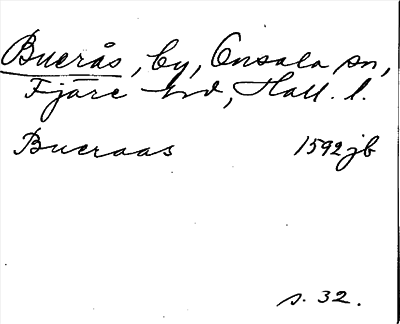 Buerås, by, Onsala sn,
Fjäre hd, Hall. l.
Bueraas 1592 jb
s. 32.